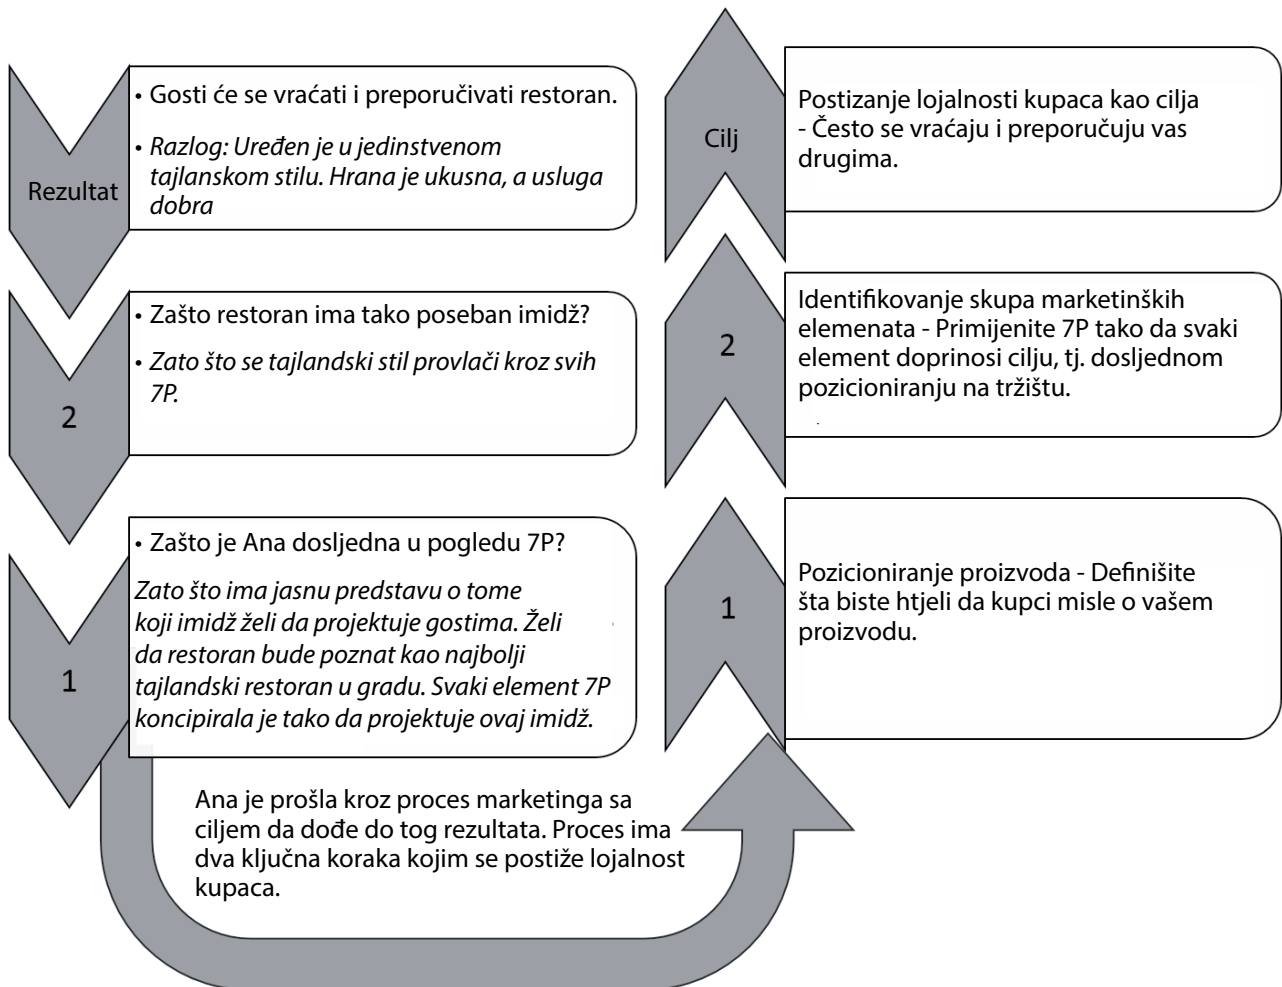 Rezultat
• Gosti će se vraćati i preporučivati restoran.
• Razlog: Uređen je u jedinstvenom
tajlanskom stilu. Hrana je ukusna, a usluga
dobra
2
• Zašto restoran ima tako poseban imidž?
• Zato što se tajlandski stil provlači kroz svih
7P.
1
• Zašto je Ana dosljedna u pogledu 7P?
Zato što ima jasnu predstavu o tome
koji imidž želi da projektuje gostima. Želi
da restoran bude poznat kao najbolji
tajlandski restoran u gradu. Svaki element 7P
koncipirala je tako da projektuje ovaj imidž.
Ana je prošla kroz proces marketinga sa
ciljem da dođe do tog rezultata. Proces ima
dva ključna koraka kojim se postiže lojalnost
kupaca.
Cilj
Postizanje lojalnosti kupaca kao cilja
- Često se vraćaju i preporučuju vas
drugima.
2
Identifikovanje skupa marketinških
elemenata - Primijenite 7P tako da svaki
element doprinosi cilju, tj. dosljednom
pozicioniranju na tržištu.
1
Pozicioniranje proizvoda - Definišite
šta biste htjeli da kupci misle o vašem
proizvodu.